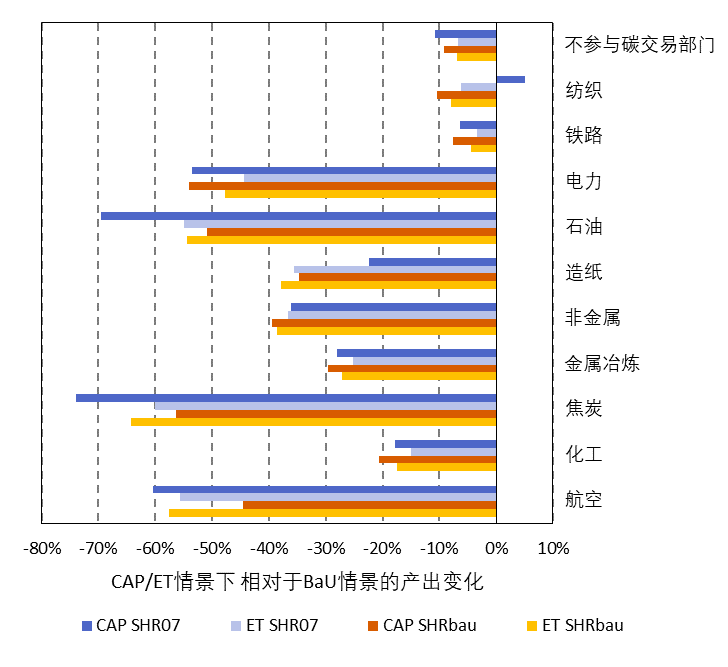 不参与碳交易部门
纺织
铁路
电力
石油
造纸
非金属
金属冶炼
焦炭
化工
航空
-80% -70% -60% -50% -40% -30% -20% -10% 0% 10%
CAP/ET情景下 相对于BaU情景的产出变化
CAP SHR07 ET SHR07 CAP SHRbau ET SHRbau